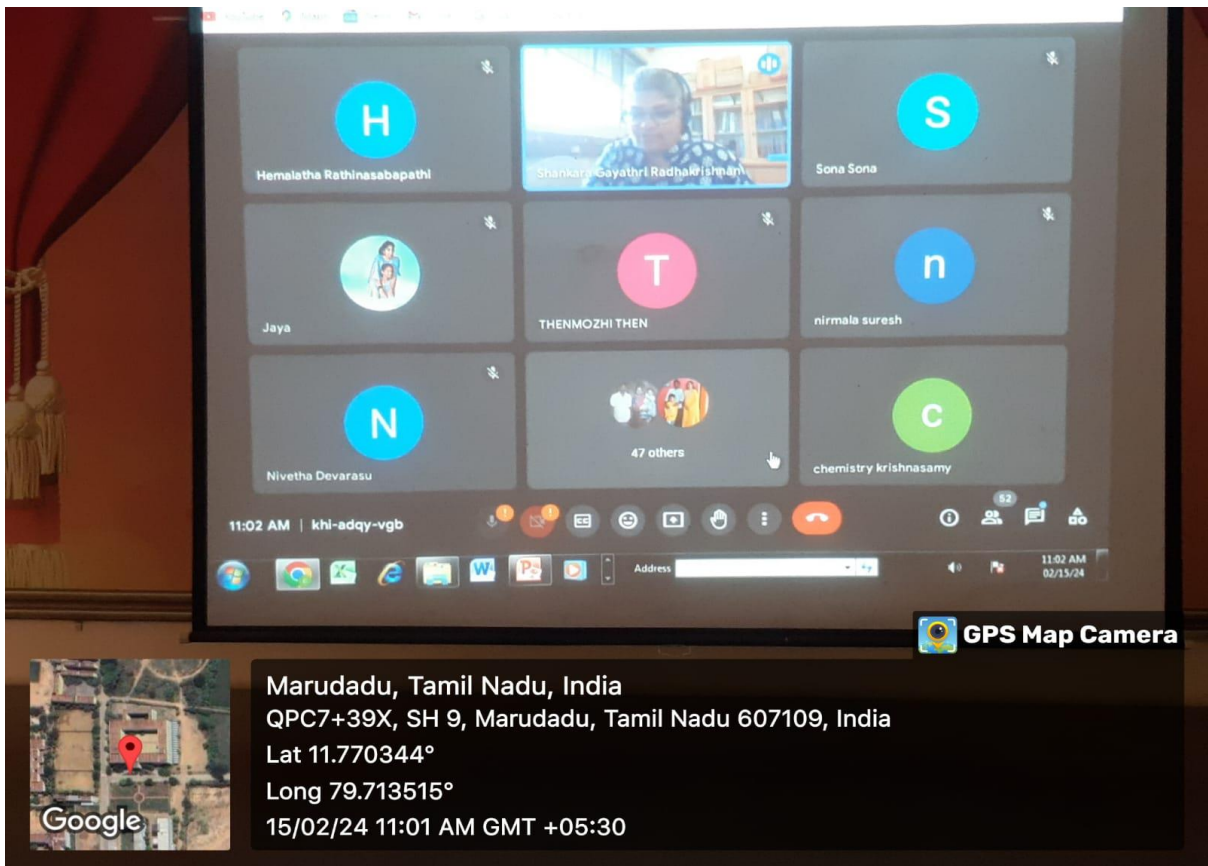 YouTube
H
Hemalatha Rathinasabapathi
Shankara Gayathri Radhakrishnan
S
Sona Sona
Jaya
T
THENMOZHI THEN
n
nirmala suresh
N
Nivetha Devarasu
47 others
c
chemistry krishnasamy
11:02 AM | khi-adqy-vgb
CC
52
W
P
Address
11:02 AM
02/15/24
GPS Map Camera
Marudadu, Tamil Nadu, India
QPC7+39X, SH 9, Marudadu, Tamil Nadu 607109, India
Lat 11.770344°
Long 79.713515°
15/02/24 11:01 AM GMT +05:30
Google